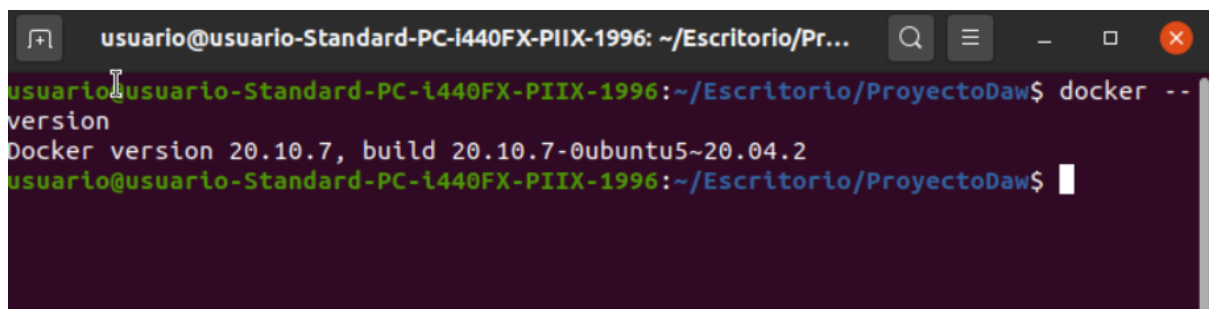 usuario@usuario-Standard-PC-i440FX-PIIX-1996: ~/Escritorio/Pr...
usuario@usuario-Standard-PC-i440FX-PIIX-1996:~/Escritorio/ProyectoDaw$ docker --
version
Docker version 20.10.7, build 20.10.7-0ubuntu5~20.04.2
usuario@usuario-Standard-PC-i440FX-PIIX-1996:~/Escritorio/ProyectoDaw$